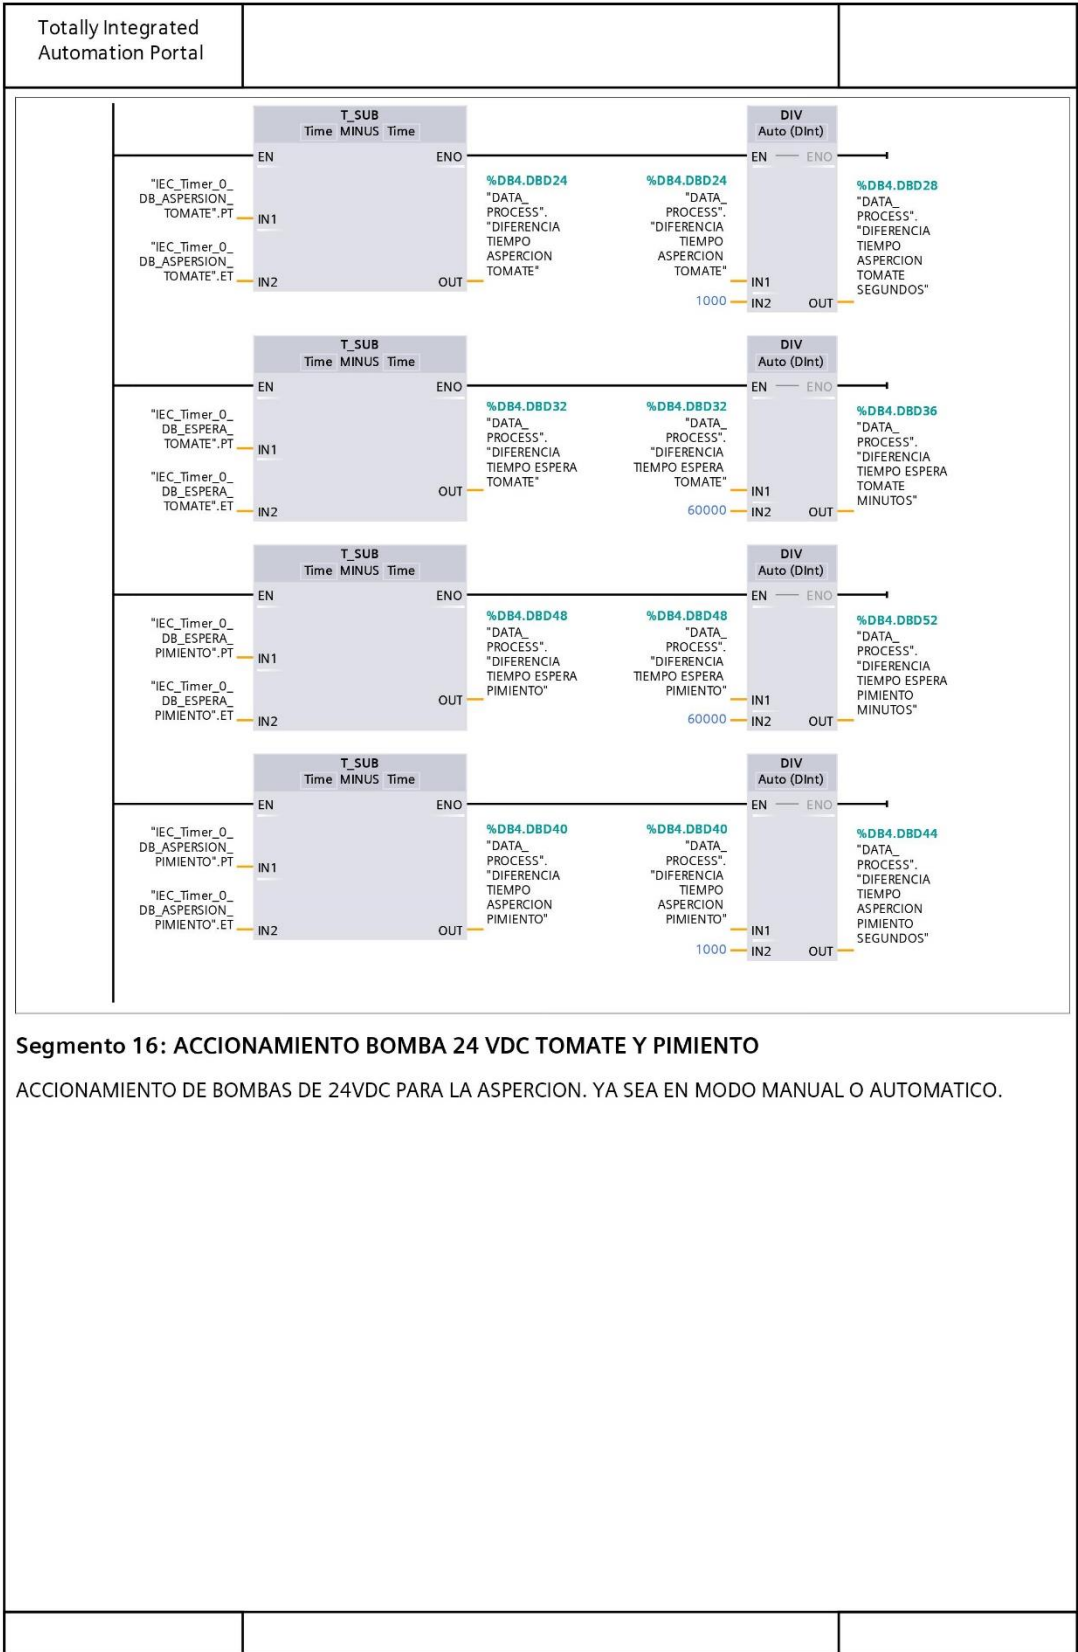 Totally Integrated
Automation Portal
T_SUB
Time MINUS Time
EN
ENO
"IEC_Timer_0_
DB_ASPERSION_
TOMATE".PT
IN1
"IEC_Timer_0_
DB_ASPERSION_
TOMATE".ET
IN2
OUT
%DB4.DBD24
"DATA_
PROCESS".
"DIFERENCIA
TIEMPO
ASPERCION
TOMATE"
DIV
Auto (DInt)
EN
ENO
%DB4.DBD24
"DATA_
PROCESS".
"DIFERENCIA
TIEMPO
ASPERCION
TOMATE"
IN1
1000
IN2
OUT
%DB4.DBD28
"DATA_
PROCESS".
"DIFERENCIA
TIEMPO
ASPERCION
TOMATE
SEGUNDOS"
T_SUB
Time MINUS Time
EN
ENO
"IEC_Timer_0_
DB_ESPERA_
TOMATE".PT
IN1
"IEC_Timer_0_
DB_ESPERA_
TOMATE".ET
IN2
OUT
%DB4.DBD32
"DATA_
PROCESS".
"DIFERENCIA
TIEMPO ESPERA
TOMATE"
DIV
Auto (DInt)
EN
ENO
%DB4.DBD32
"DATA_
PROCESS".
"DIFERENCIA
TIEMPO ESPERA
TOMATE"
IN1
60000
IN2
OUT
%DB4.DBD36
"DATA_
PROCESS".
"DIFERENCIA
TIEMPO ESPERA
TOMATE
MINUTOS"
T_SUB
Time MINUS Time
EN
ENO
"IEC_Timer_0_
DB_ESPERA_
PIMIENTO".PT
IN1
"IEC_Timer_0_
DB_ESPERA_
PIMIENTO".ET
IN2
OUT
%DB4.DBD48
"DATA_
PROCESS".
"DIFERENCIA
TIEMPO ESPERA
PIMIENTO"
DIV
Auto (DInt)
EN
ENO
%DB4.DBD48
"DATA_
PROCESS".
"DIFERENCIA
TIEMPO ESPERA
PIMIENTO"
IN1
60000
IN2
OUT
%DB4.DBD52
"DATA_
PROCESS".
"DIFERENCIA
TIEMPO ESPERA
PIMIENTO
MINUTOS"
T_SUB
Time MINUS Time
EN
ENO
"IEC_Timer_0_
DB_ASPERSION_
PIMIENTO".PT
IN1
"IEC_Timer_0_
DB_ASPERSION_
PIMIENTO".ET
IN2
OUT
%DB4.DBD40
"DATA_
PROCESS".
"DIFERENCIA
TIEMPO
ASPERCION
PIMIENTO"
DIV
Auto (DInt)
EN
ENO
%DB4.DBD40
"DATA_
PROCESS".
"DIFERENCIA
TIEMPO
ASPERCION
PIMIENTO"
IN1
1000
IN2
OUT
%DB4.DBD44
"DATA_
PROCESS".
"DIFERENCIA
TIEMPO
ASPERCION
PIMIENTO
SEGUNDOS"
Segmento 16: ACCIONAMIENTO BOMBA 24 VDC TOMATE Y PIMIENTO
ACCIONAMIENTO DE BOMBAS DE 24VDC PARA LA ASPERCION. YA SEA EN MODO MANUAL O AUTOMATICO.